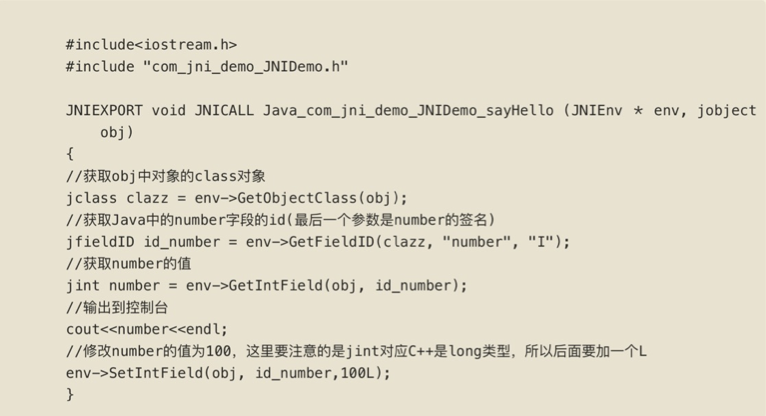 #include<iostream.h>
#include "com_jni_demo_JNIDemo.h"
JNIEXPORT void JNICALL Java_com_jni_demo_JNIDemo_sayHello (JNIEnv * env, jobject
obj)
{
//获取obj中对象的class对象
jclass clazz = env->GetObjectClass(obj);
//获取Java中的number字段的id(最后一个参数是number的签名)
jfieldID id_number = env->GetFieldID(clazz, "number", "I");
//获取number的值
jint number = env->GetIntField(obj, id_number);
//输出到控制台
cout<<number<<endl;
//修改number的值为100，这里要注意的是jint对应C++是long类型，所以后面要加一个L
env->SetIntField(obj, id_number,100L);
}